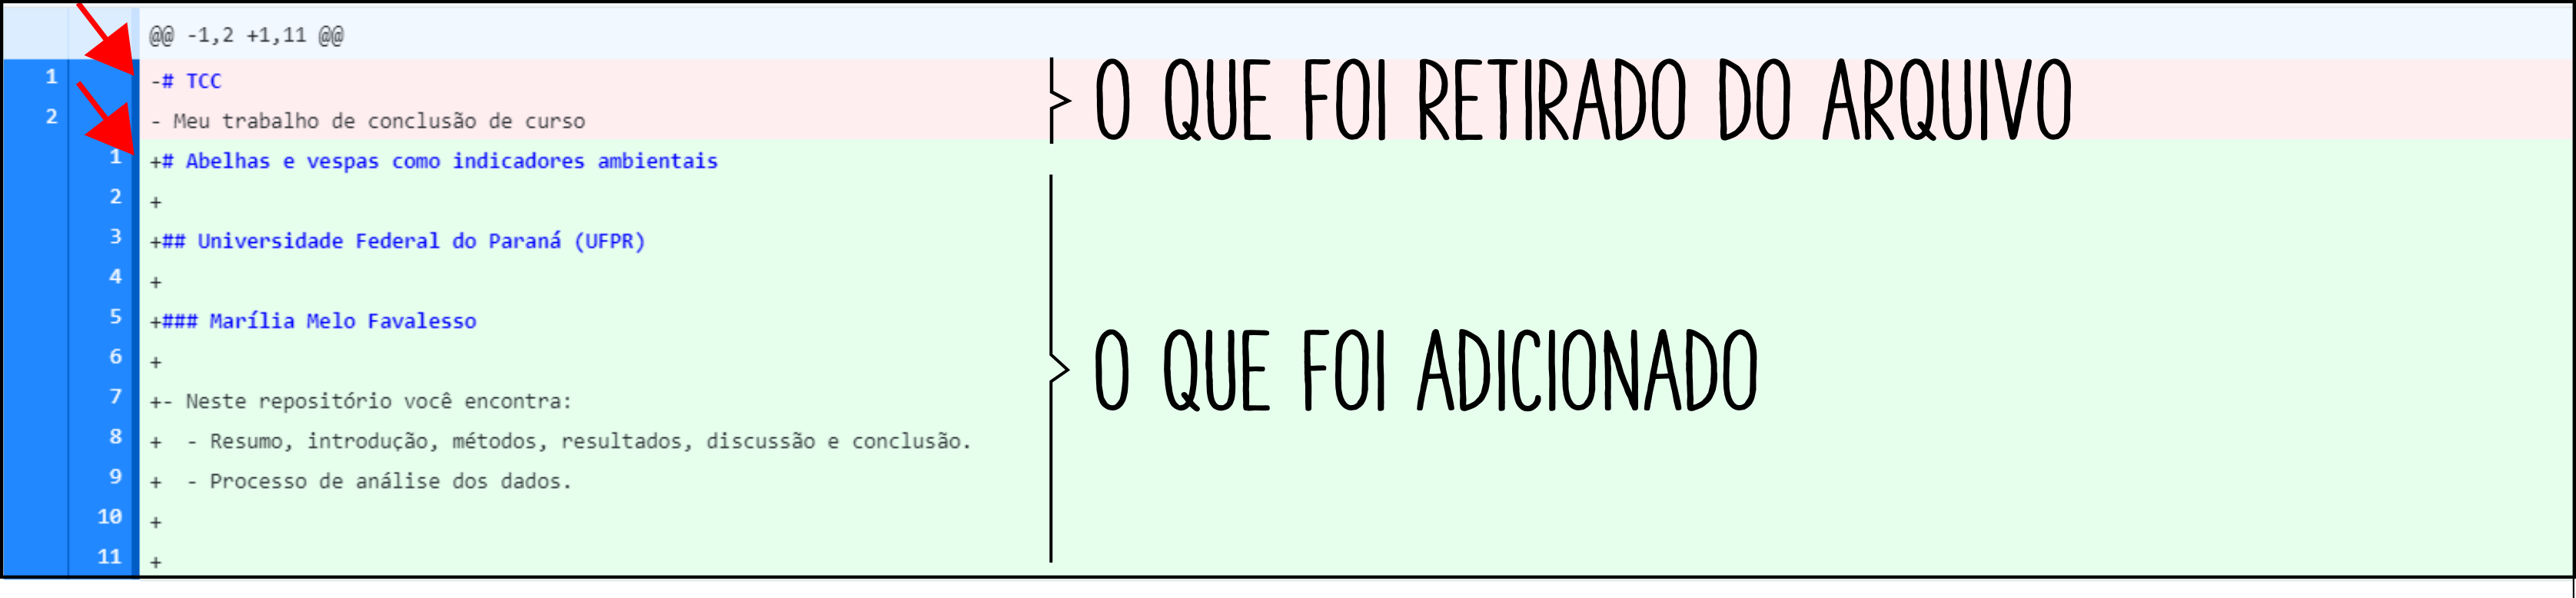 @@ -1,2 +1,11 @@
1 -# TCC
2 - Meu trabalho de conclusão de curso
O QUE FOI RETIRADO DO ARQUIVO
1 +# Abelhas e vespas como indicadores ambientais
2 +
3 +## Universidade Federal do Paraná (UFPR)
4 +
5 +### Marília Melo Favalesso
6 +
7 +- Neste repositório você encontra:
8 +  - Resumo, introdução, métodos, resultados, discussão e conclusão.
9 +  - Processo de análise dos dados.
10 +
11 +
O QUE FOI ADICIONADO